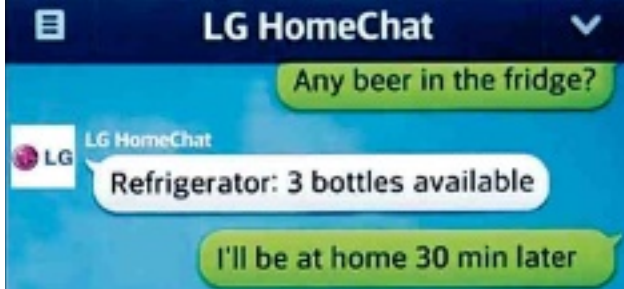 LG HomeChat
Any beer in the fridge?
LG HomeChat
LG
Refrigerator: 3 bottles available
I'll be at home 30 min later